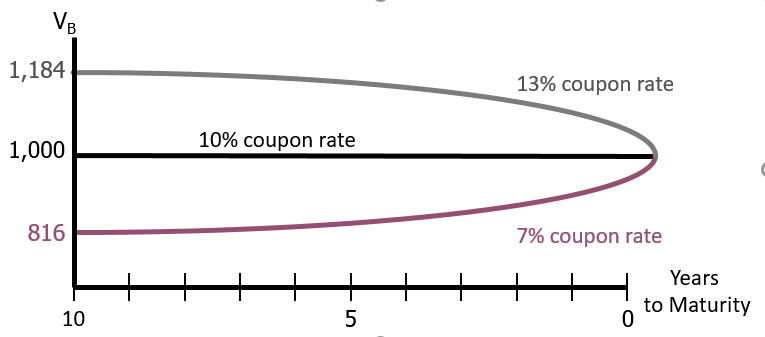 V_B
1,184
13% coupon rate
10% coupon rate
1,000
816
7% coupon rate
Years
to Maturity
10
5
0